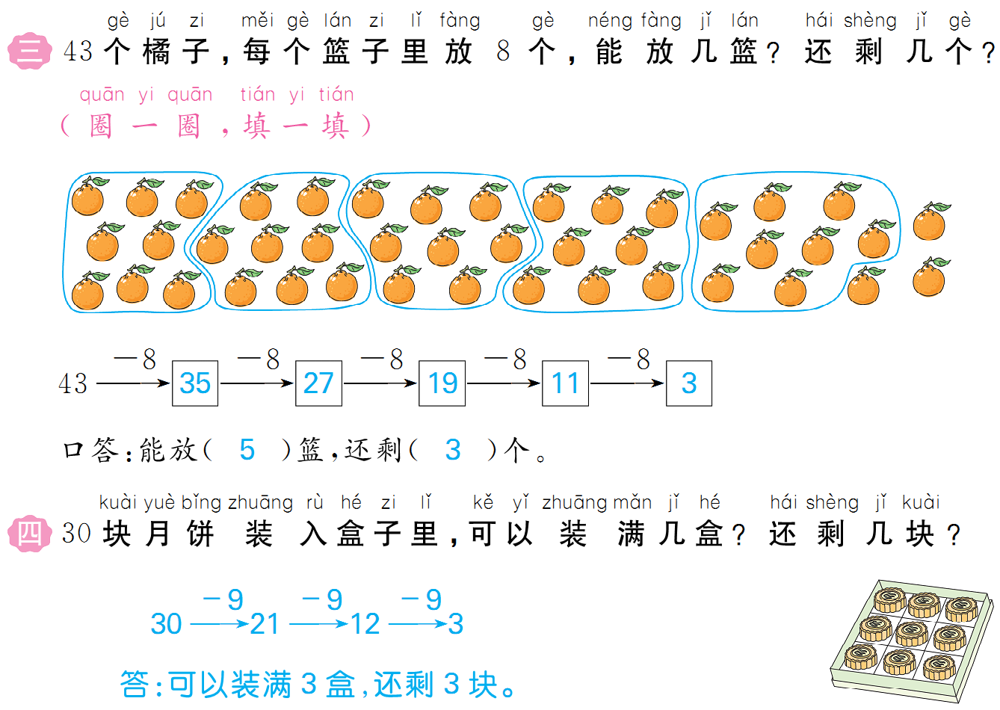 gè jú zi měi gè lán zi lǐ fàng gè néng fàng jǐ lán hái shèng jǐ gè
三 43个橘子,每个篮子里放 8 个,能放几篮? 还剩几个?
quān yi quān tián yi tián
(圈一圈,填一填)
-8 -8 -8 -8 -8
43 35 27 19 11 3
口答:能放( 5 )篮,还剩( 3 )个。
kuài yuè bǐng zhuāng rù hé zi lǐ kě yǐ zhuāng mǎn jǐ hé hái shèng jǐ kuài
四 30块月饼装入盒子里,可以装满几盒? 还剩几块?
-9 -9 -9
30 21 12 3
答:可以装满 3 盒,还剩 3 块。